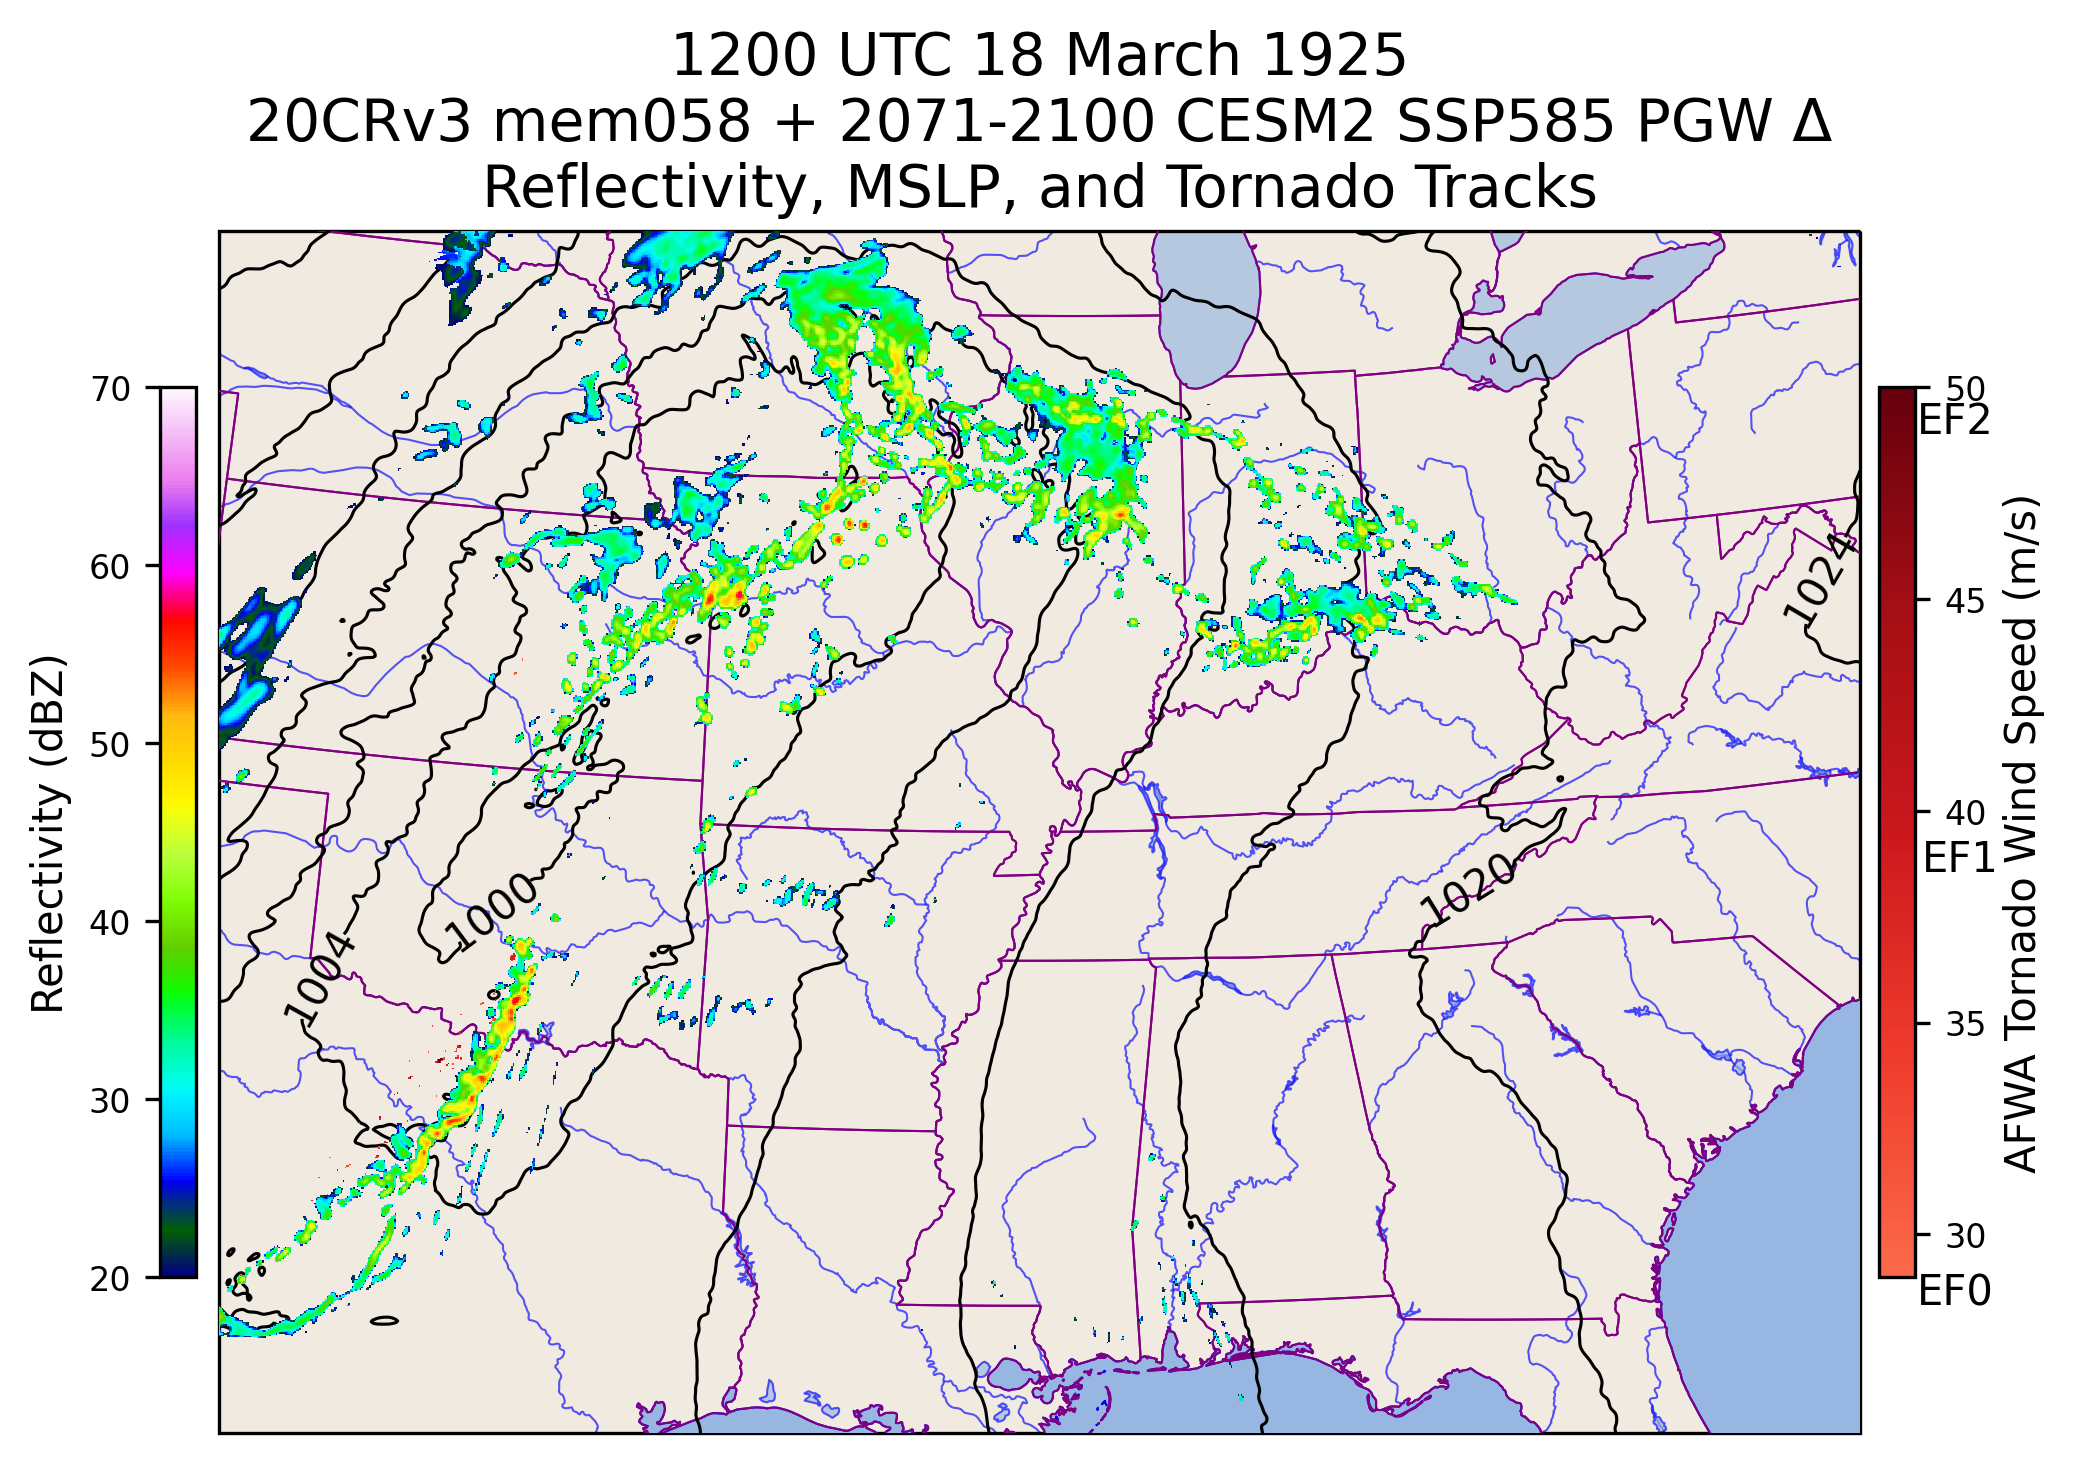 1200 UTC 18 March 1925
20CRv3 mem058 + 2071-2100 CESM2 SSP585 PGW Δ
Reflectivity, MSLP, and Tornado Tracks
70
60
50
40
30
20
Reflectivity (dBZ)
1024
1020
1000
1004
50
EF2
45
40
EF1
35
30
EF0
AFWA Tornado Wind Speed (m/s)